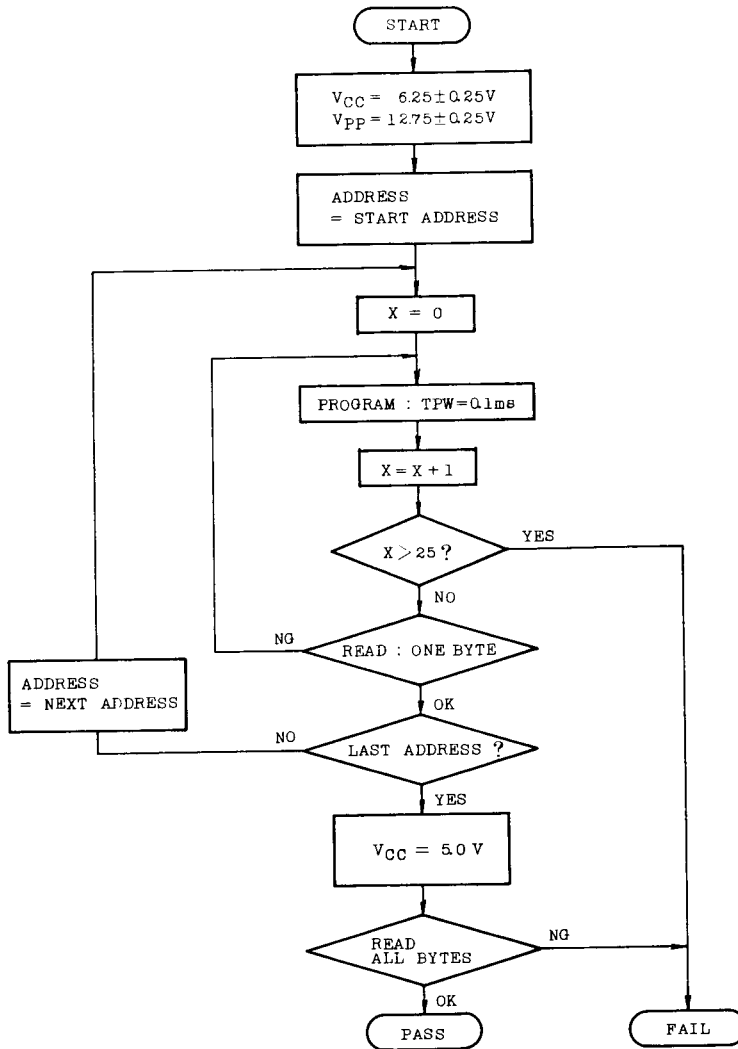 START
VCC = 6.25±0.25V
VPP = 12.75±0.25V
ADDRESS
= START ADDRESS
X = 0
PROGRAM : TPW=0.1ms
X=X+1
X>25?
YES
NO
NG
READ : ONE BYTE
ADDRESS
= NEXT ADDRESS
OK
NO
LAST ADDRESS ?
YES
VCC = 5.0 V
READ
ALL BYTES
NG
OK
PASS
FAIL